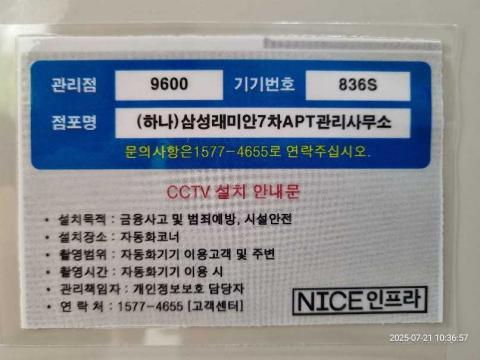 관리점 9600 기기번호 836S
점포명 (하나)삼성래미안7차APT관리사무소
문의사항은1577-4655로 연락주십시오.
CCTV 설치 안내문
• 설치목적 : 금융사고 및 범죄예방, 시설안전
• 설치장소 : 자동화코너
• 촬영범위 : 자동화기기 이용고객 및 주변
• 촬영시간 : 자동화기기 이용 시
• 관리책임자 : 개인정보보호 담당자
• 연 락 처 : 1577-4655 [고객센터]
NICE인프라
2025-07-21 10:36:57